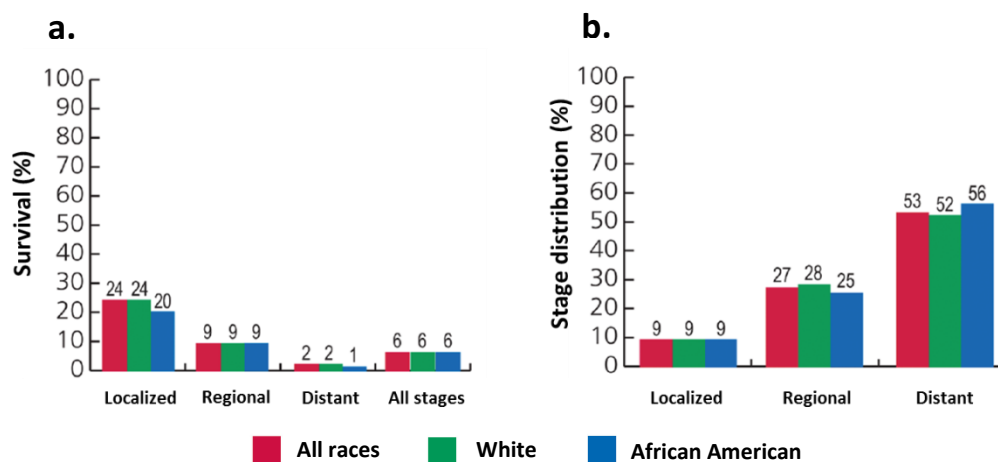 a.
Survival (%)
100
90
80
70
60
50
40
30
20
10
0
24 24 20
9 9 9
2 2 1
6 6 6
Localized Regional Distant All stages
b.
Stage distribution (%)
100
90
80
70
60
50
40
30
20
10
0
9 9 9
27 28 25
53 52 56
Localized Regional Distant
All races White African American